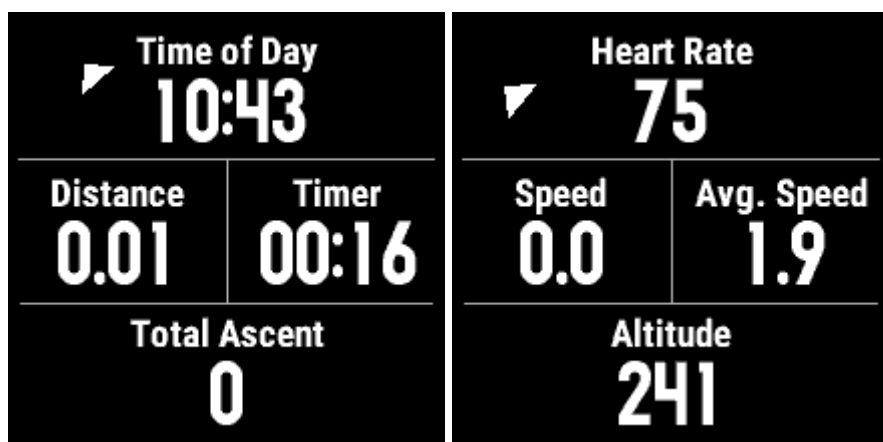 Time of Day
10:43
Distance
0.01
Timer
00:16
Total Ascent
0
Heart Rate
75
Speed
0.0
Avg. Speed
1.9
Altitude
241